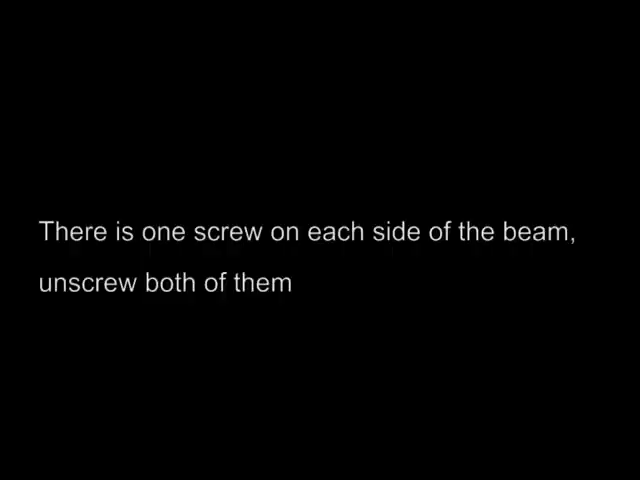 There is one screw on each side of the beam,
unscrew both of them